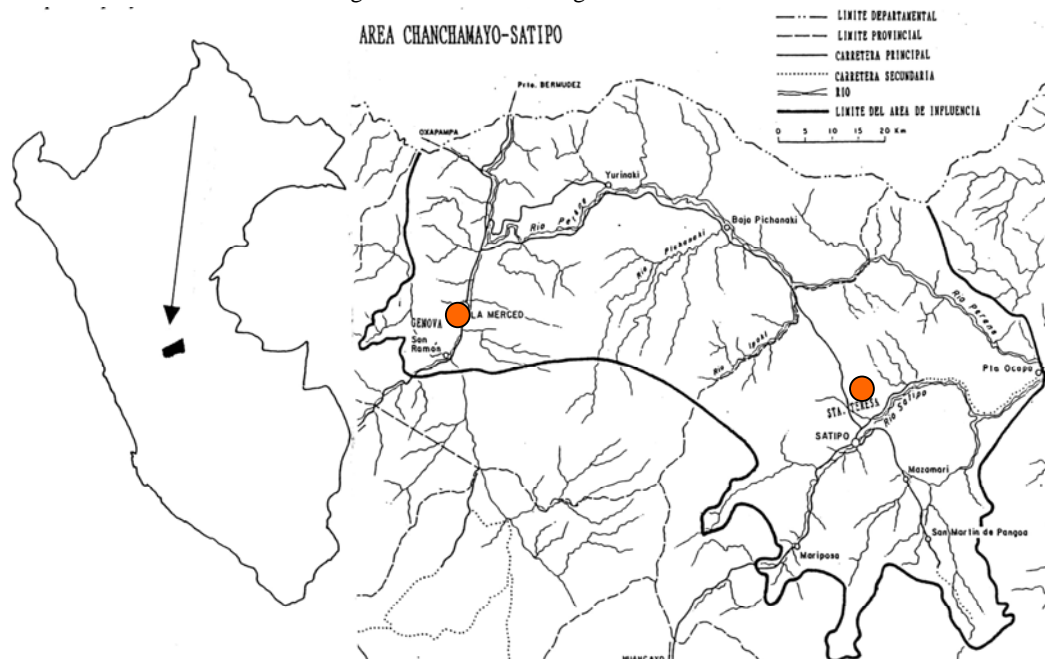 AREA CHANCHAMAYO-SATIPO
LIMITE DEPARTAMENTAL
LIMITE PROVINCIAL
CARRETERA PRINCIPAL
CARRETERA SECUNDARIA
RIO
LIMITE DEL AREA DE INFLUENCIA
0 5 10 15 20 Km
Prto. BERMUDEZ
OXAPAMPA
Yurinaki
Rio Perene
Bajo Pichanaki
Rio Pichanaki
Rio Perene
LA MERCED
GENOVA
San Ramón
Rio Ipoki
Pto Ocopa
STA. TERESA
Rio Satipo
SATIPO
Mazamari
San Martin de Pangoa
Mariposa